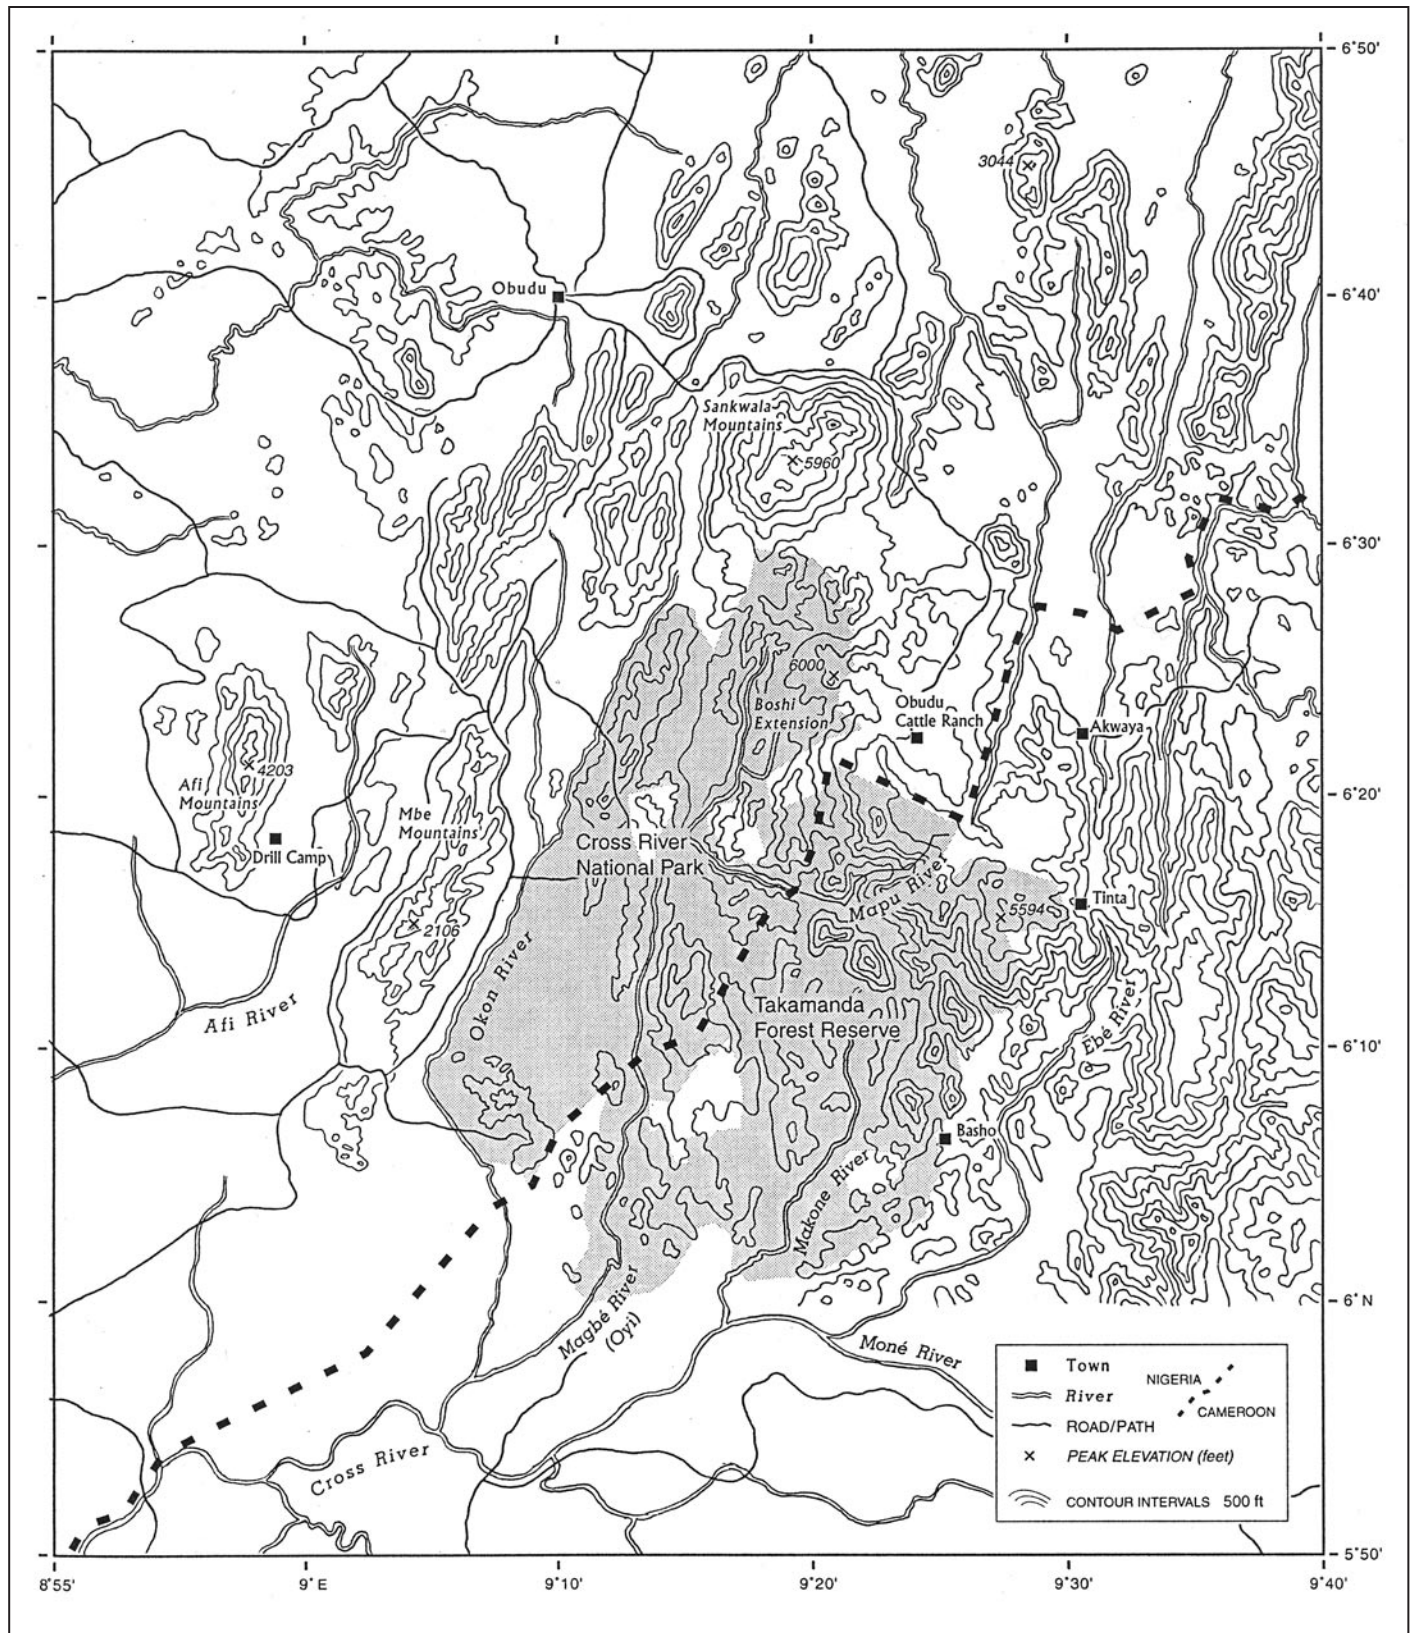 6°50'
3044
Obudu
6°40'
Sankwala
Mountains
5960
6°30'
6000
Boshi
Extension
Obudu
Cattle Ranch
Akwaya
4203
Afi
Mountains
Mbe
Mountains
6°20'
Drill Camp
Cross River
National Park
Mapu River
5594
Tinta
2106
Okon River
Afi River
Takamanda
Forest Reserve
Ebé River
6°10'
Basho
Makone River
Magbé River
(Oyi)
6°N
Moné River
Cross River
Town
River
ROAD/PATH
PEAK ELEVATION (feet)
CONTOUR INTERVALS 500 ft
NIGERIA
CAMEROON
5°50'
8°55'
9°E
9°10'
9°20'
9°30'
9°40'